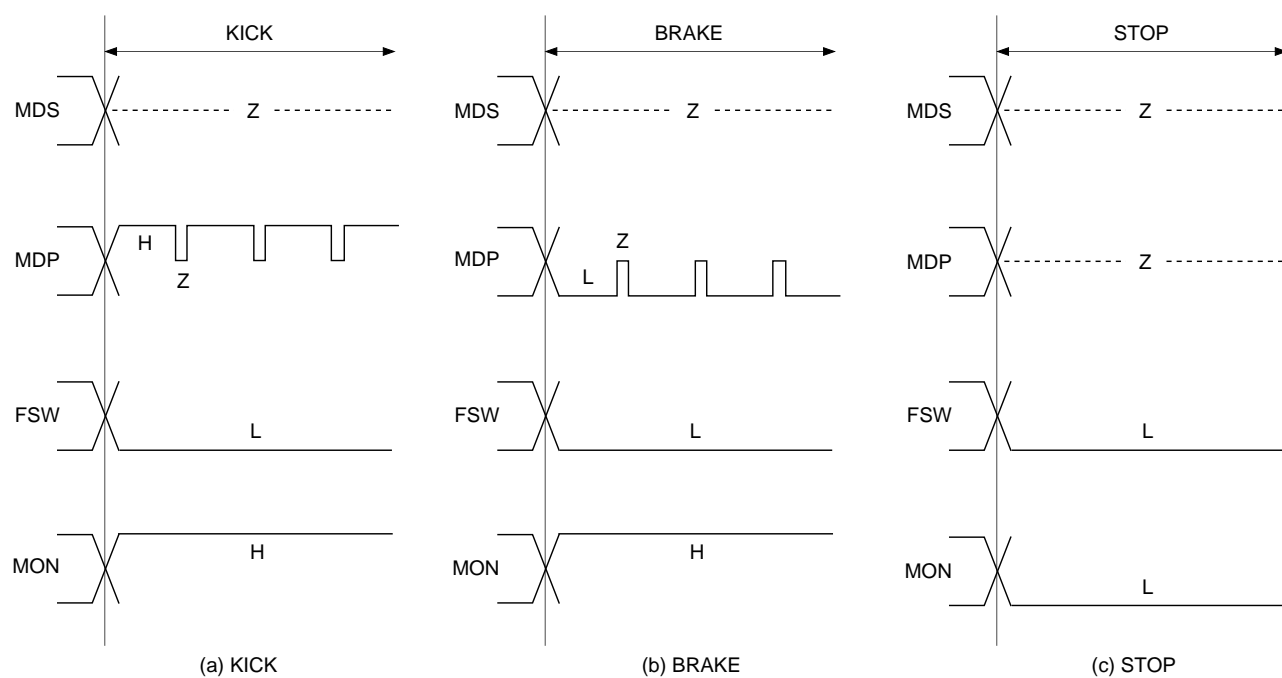 KICK
MDS
Z
MDP
H
Z
FSW
L
MON
H
(a) KICK
BRAKE
MDS
Z
MDP
Z
L
FSW
L
MON
H
(b) BRAKE
STOP
MDS
Z
MDP
Z
FSW
L
MON
L
(c) STOP